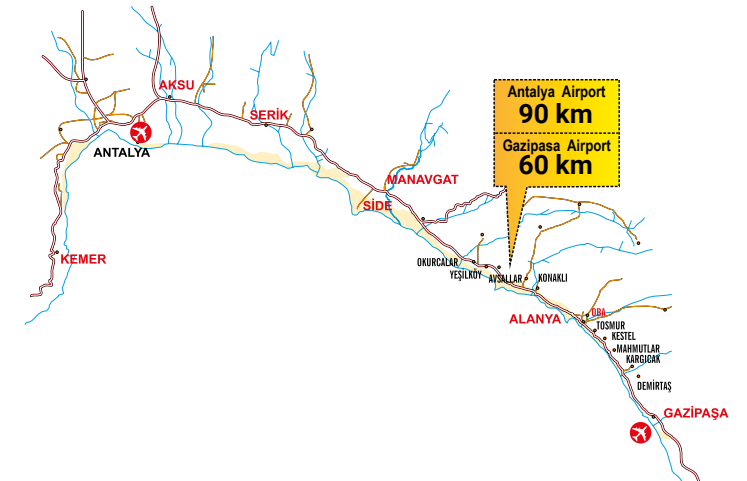 AKSU
Antalya Airport
90 km
SERİK
Gazipasa Airport
60 km
ANTALYA
MANAVGAT
SİDE
KEMER
OKURCALAR
YEŞİLKÖY
AVSALLAR
KONAKLI
ALANYA
OBA
TOSMUR
KESTEL
MAHMUTLAR
KARGICAK
DEMİRTAŞ
GAZİPAŞA